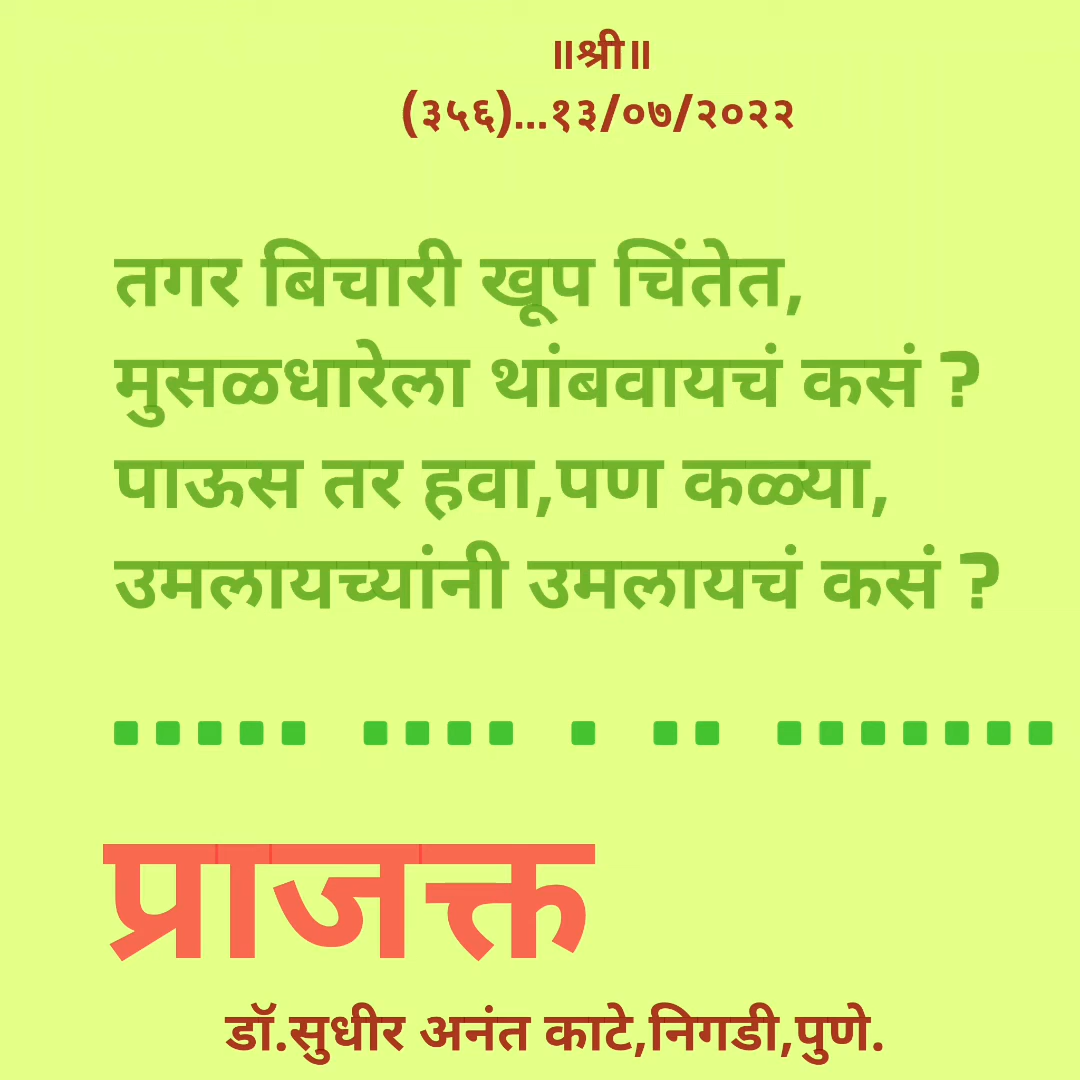 ॥श्री॥
(३५६)...१३/०७/२०२२
तगर बिचारी खूप चिंतेत,
मुसळधारेला थांबवायचं कसं ?
पाऊस तर हवा,पण कळ्या,
उमलायच्यांनी उमलायचं कसं ?
प्राजक्त
डॉ.सुधीर अनंत काटे,निगडी,पुणे.